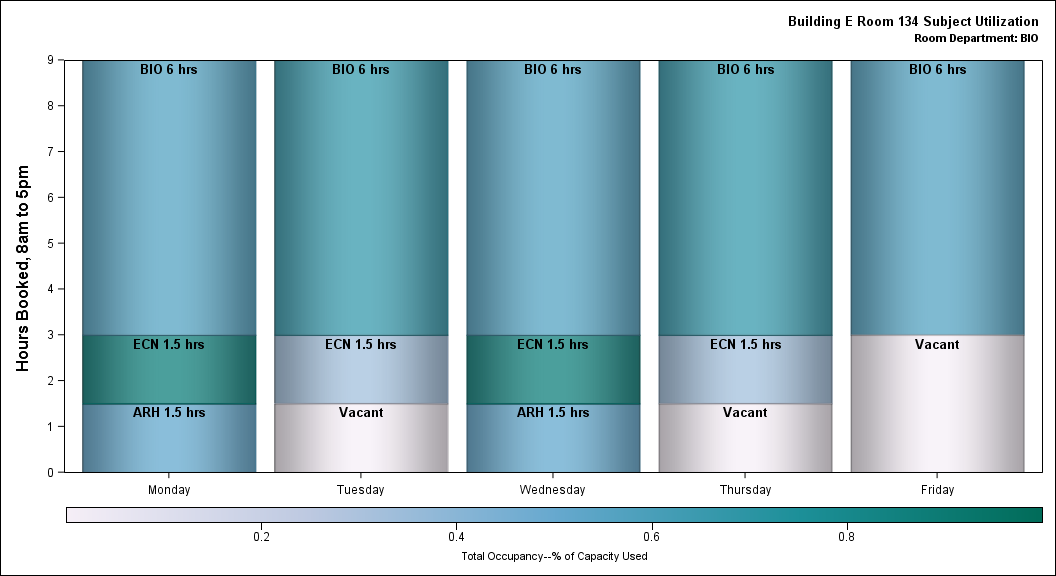 Building E Room 134 Subject Utilization
Room Department: BIO
Hours Booked, 8am to 5pm
9
8
7
6
5
4
3
2
1
0
BIO 6 hrs BIO 6 hrs BIO 6 hrs BIO 6 hrs BIO 6 hrs
ECN 1.5 hrs ECN 1.5 hrs ECN 1.5 hrs ECN 1.5 hrs Vacant
ARH 1.5 hrs Vacant ARH 1.5 hrs Vacant
Monday Tuesday Wednesday Thursday Friday
0.2 0.4 0.6 0.8
Total Occupancy--% of Capacity Used